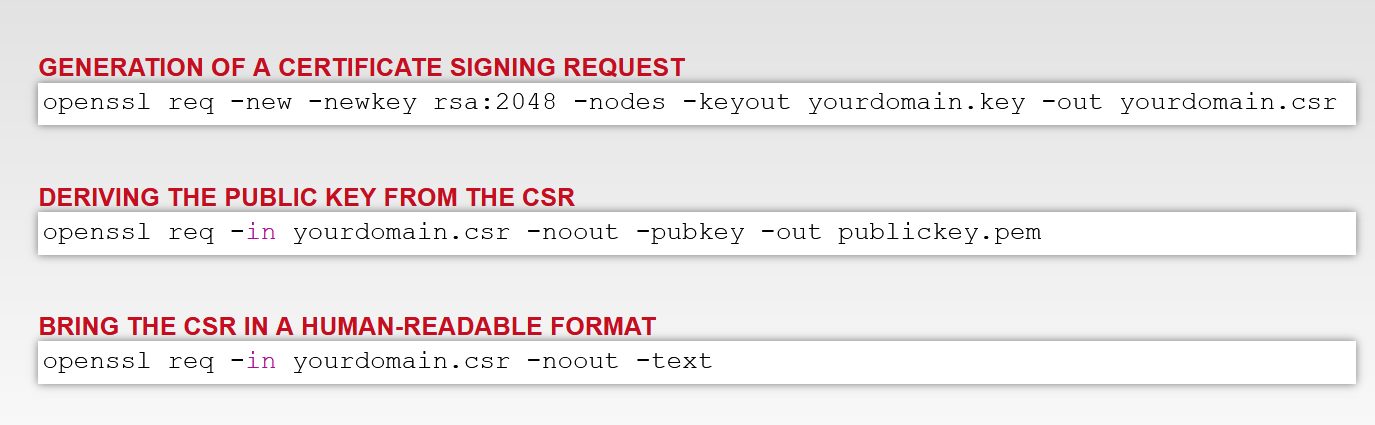 GENERATION OF A CERTIFICATE SIGNING REQUEST
openssl req -new -newkey rsa:2048 -nodes -keyout yourdomain.key -out yourdomain.csr
DERIVING THE PUBLIC KEY FROM THE CSR
openssl req -in yourdomain.csr -noout -pubkey -out publickey.pem
BRING THE CSR IN A HUMAN-READABLE FORMAT
openssl req -in yourdomain.csr -noout -text